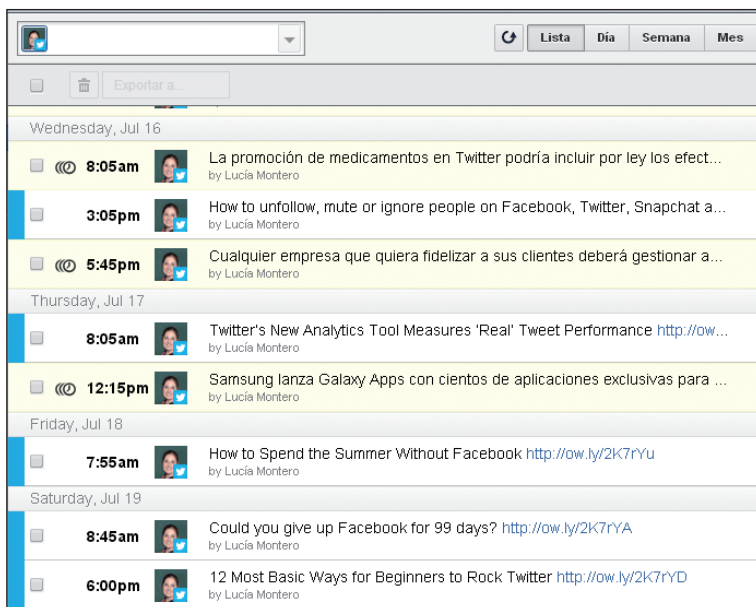 Lista Día Semana Mes
Exportar a...
Wednesday, Jul 16
8:05am La promoción de medicamentos en Twitter podría incluir por ley los efect...
by Lucía Montero
3:05pm How to unfollow, mute or ignore people on Facebook, Twitter, Snapchat a...
by Lucía Montero
5:45pm Cualquier empresa que quiera fidelizar a sus clientes deberá gestionar a...
by Lucía Montero
Thursday, Jul 17
8:05am Twitter's New Analytics Tool Measures 'Real' Tweet Performance http://ow...
by Lucía Montero
12:15pm Samsung lanza Galaxy Apps con cientos de aplicaciones exclusivas para ...
by Lucía Montero
Friday, Jul 18
7:55am How to Spend the Summer Without Facebook http://ow.ly/2K7rYu
by Lucía Montero
Saturday, Jul 19
8:45am Could you give up Facebook for 99 days? http://ow.ly/2K7rYA
by Lucía Montero
6:00pm 12 Most Basic Ways for Beginners to Rock Twitter http://ow.ly/2K7rYD
by Lucía Montero